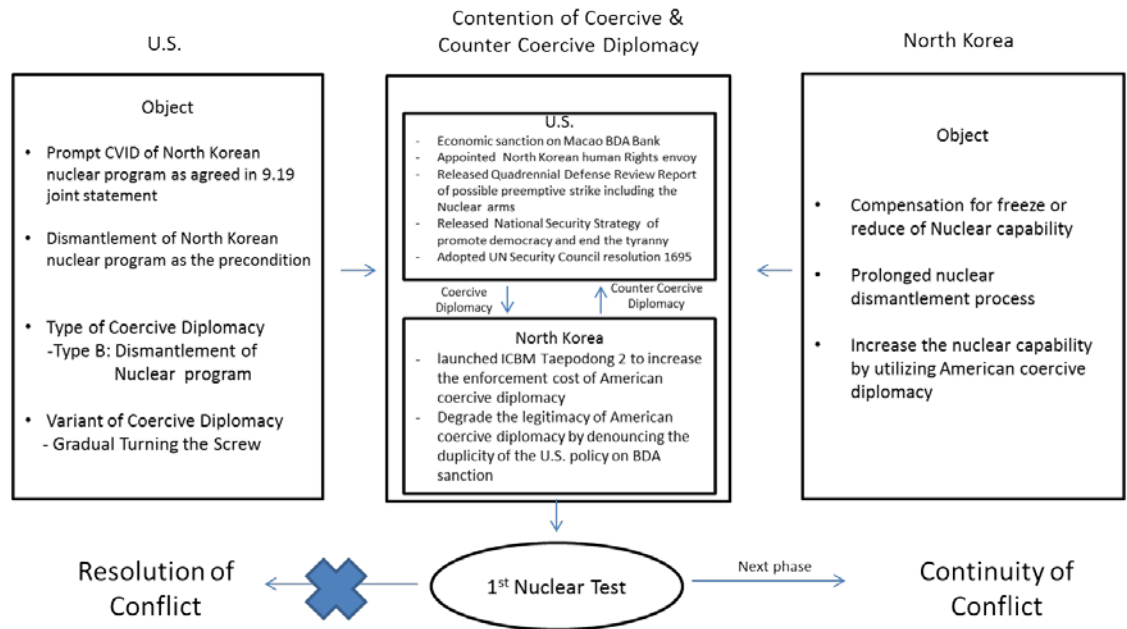 U.S.
Contention of Coercive &
Counter Coercive Diplomacy
North Korea
Object
• Prompt CVID of North Korean
nuclear program as agreed in 9.19
joint statement
• Dismantlement of North Korean
nuclear program as the precondition
• Type of Coercive Diplomacy
-Type B: Dismantlement of
Nuclear program
• Variant of Coercive Diplomacy
- Gradual Turning the Screw
U.S.
- Economic sanction on Macao BDA Bank
- Appointed North Korean human Rights envoy
- Released Quadrennial Defense Review Report
of possible preemptive strike including the
Nuclear arms
- Released National Security Strategy of
promote democracy and end the tyranny
- Adopted UN Security Council resolution 1695
Coercive
Diplomacy
Counter Coercive
Diplomacy
North Korea
- launched ICBM Taepodong 2 to increase
the enforcement cost of American
coercive diplomacy
- Degrade the legitimacy of American
coercive diplomacy by denouncing the
duplicity of the U.S. policy on BDA
sanction
Object
• Compensation for freeze or
reduce of Nuclear capability
• Prolonged nuclear
dismantlement process
• Increase the nuclear capability
by utilizing American coercive
diplomacy
Resolution of
Conflict
1st Nuclear Test
Next phase
Continuity of
Conflict